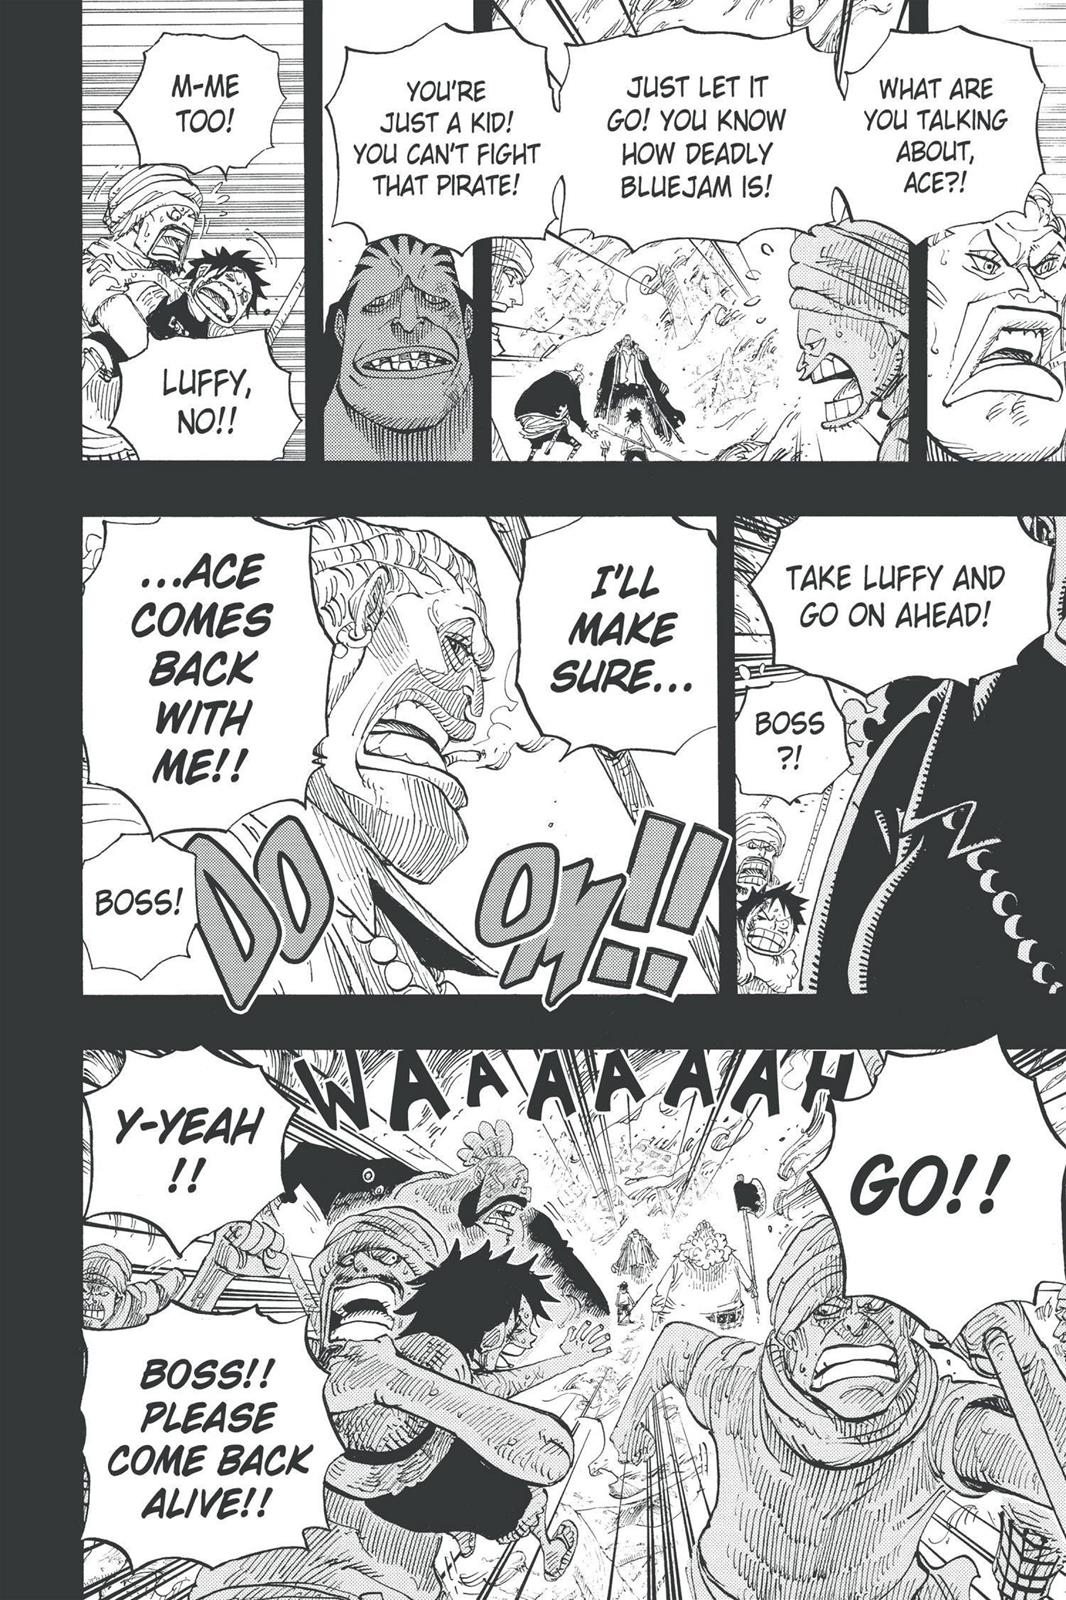 WHAT ARE
YOU TALKING
ABOUT,
ACE?!
JUST LET IT
GO! YOU KNOW
HOW DEADLY
BLUEJAM IS!
YOU'RE
JUST A KID!
YOU CAN'T FIGHT
THAT PIRATE!
M-ME
TOO!
LUFFY,
NO!!
TAKE LUFFY AND
GO ON AHEAD!
BOSS
?!
I'LL
MAKE
SURE...
...ACE
COMES
BACK
WITH
ME!!
BOSS!
DOOM!!
GO!!
WAAAAAAH
Y-YEAH
!!
BOSS!!
PLEASE
COME BACK
ALIVE!!